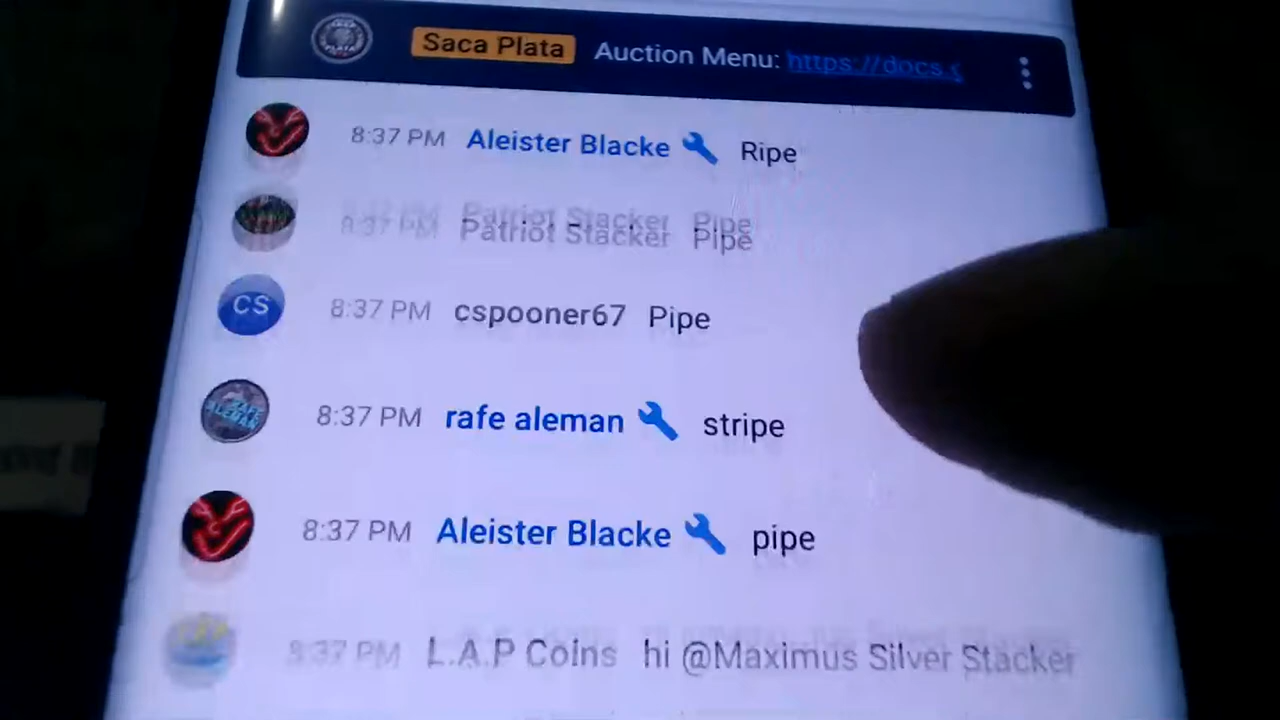 Saca Plata Auction Menu: https://docs.
8:37 PM Aleister Blacke Ripe
8:37 PM Patriot Stacker Pipe
CS 8:37 PM cspooner67 Pipe
8:37 PM rafe aleman stripe
8:37 PM Aleister Blacke pipe
8:37 PM L.A.P Coins hi @Maximus Silver Stacker